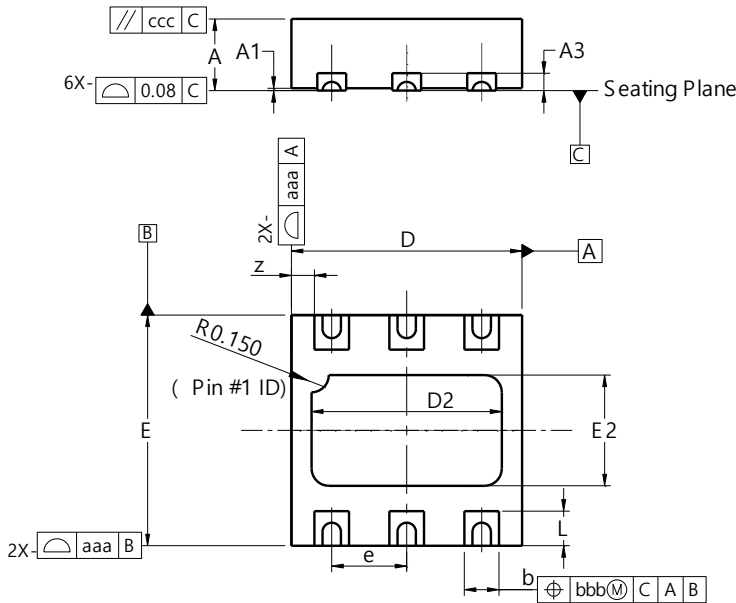 // ccc C
A
A1
A3
6X- ⌓ 0.08 C
Seating Plane
C
2X- ⌓ aaa A
B
D
A
z
R0.150
( Pin #1 ID)
D2
E2
E
L
2X- ⌓ aaa B
e
b
⌖ bbbⓂ C A B